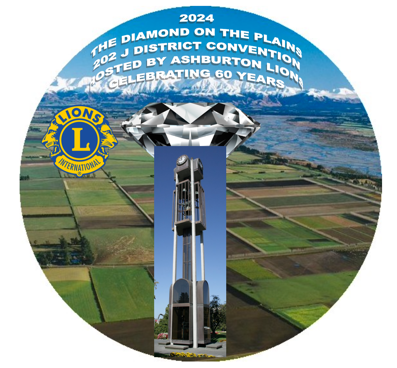 2024
THE DIAMOND ON THE PLAINS
202 J DISTRICT CONVENTION
HOSTED BY ASHBURTON LIONS
CELEBRATING 60 YEARS
LIONS
L
INTERNATIONAL